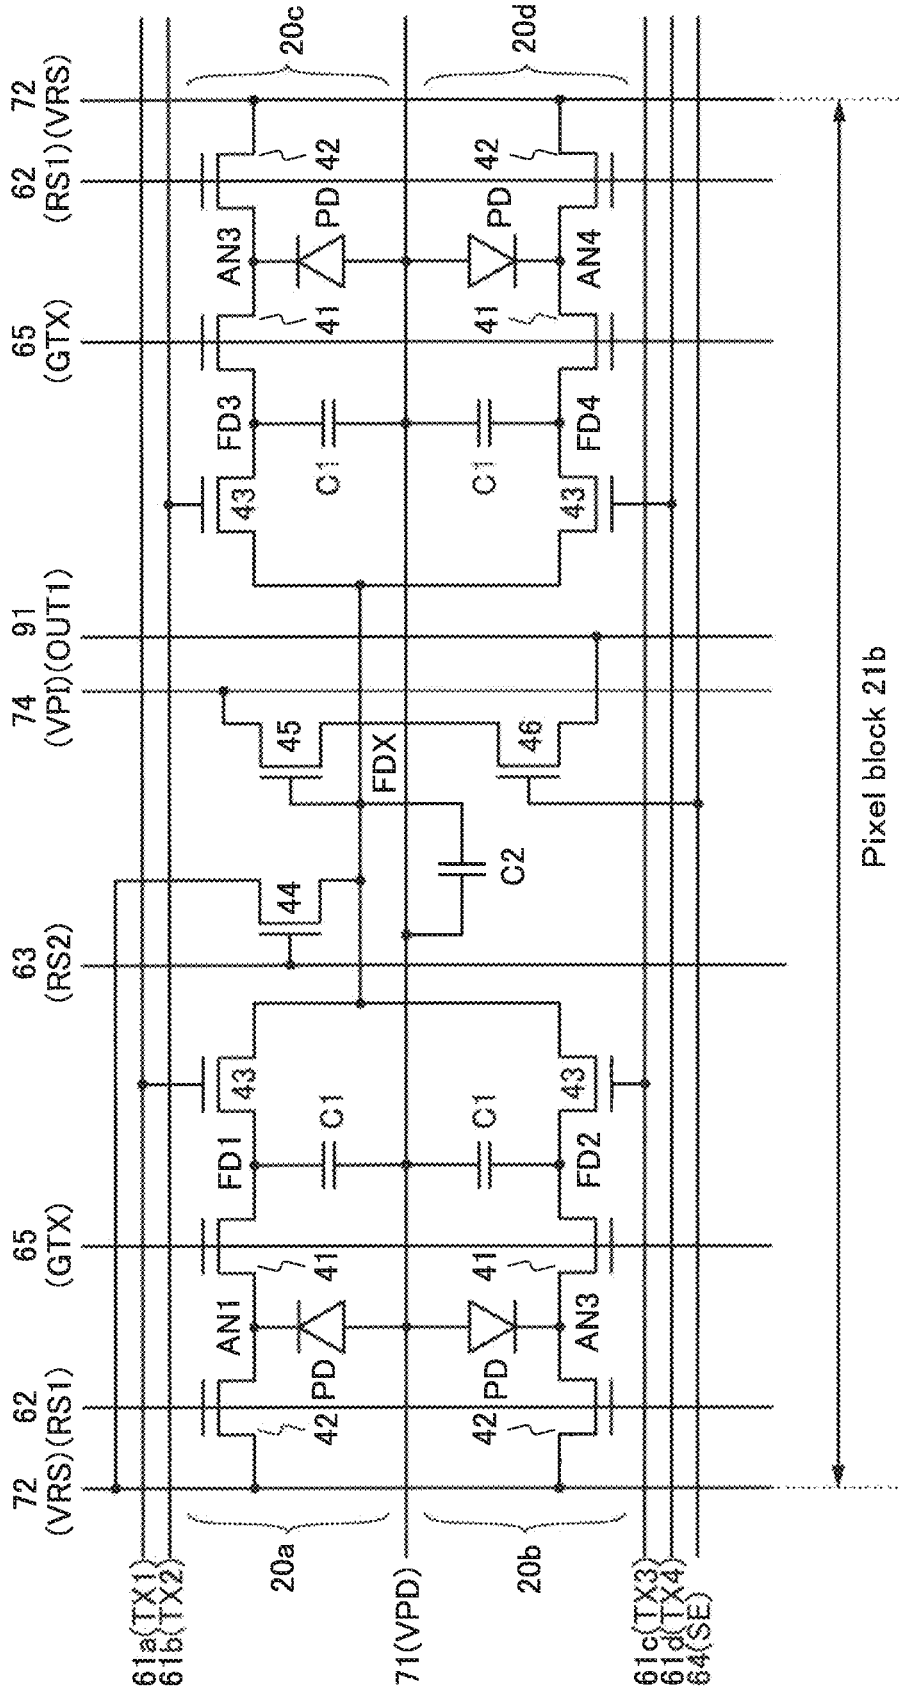 72 62 65 63 74 91 65 62 72
(VRS)(RS1) (GTX) (RS2) (VPI)(OUT1) (GTX) (RS1)(VRS)
61a(TX1)
61b(TX2)
AN1 FD1 FD3 AN3
43 43
20a 44 45 20c
42 PD 41 C1 C1 41 PD 42
FDX
71(VPD)
42 PD 41 C1 C1 41 PD 42
C2
20b 46 20d
43 43
AN3 FD2 FD4 AN4
61c(TX3)
61d(TX4)
64(SE)
Pixel block 21b